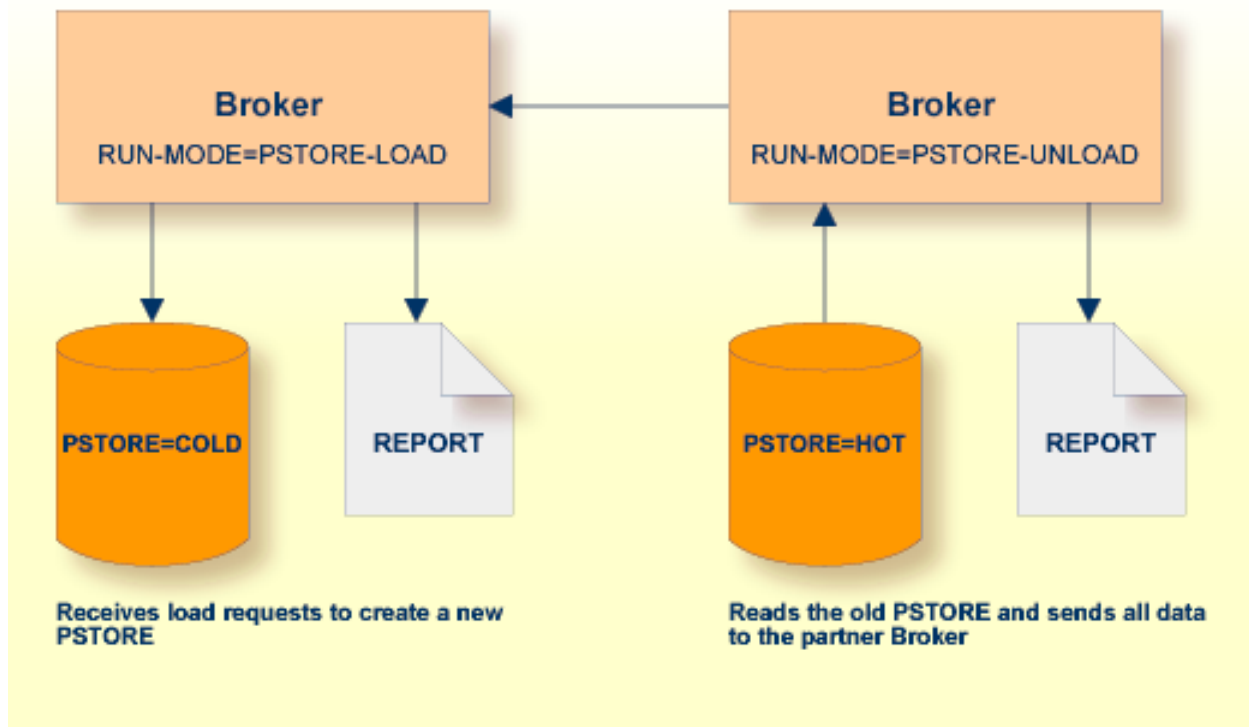 Broker
RUN-MODE=PSTORE-LOAD
Broker
RUN-MODE=PSTORE-UNLOAD
PSTORE=COLD
REPORT
PSTORE=HOT
REPORT
Receives load requests to create a new
PSTORE
Reads the old PSTORE and sends all data
to the partner Broker